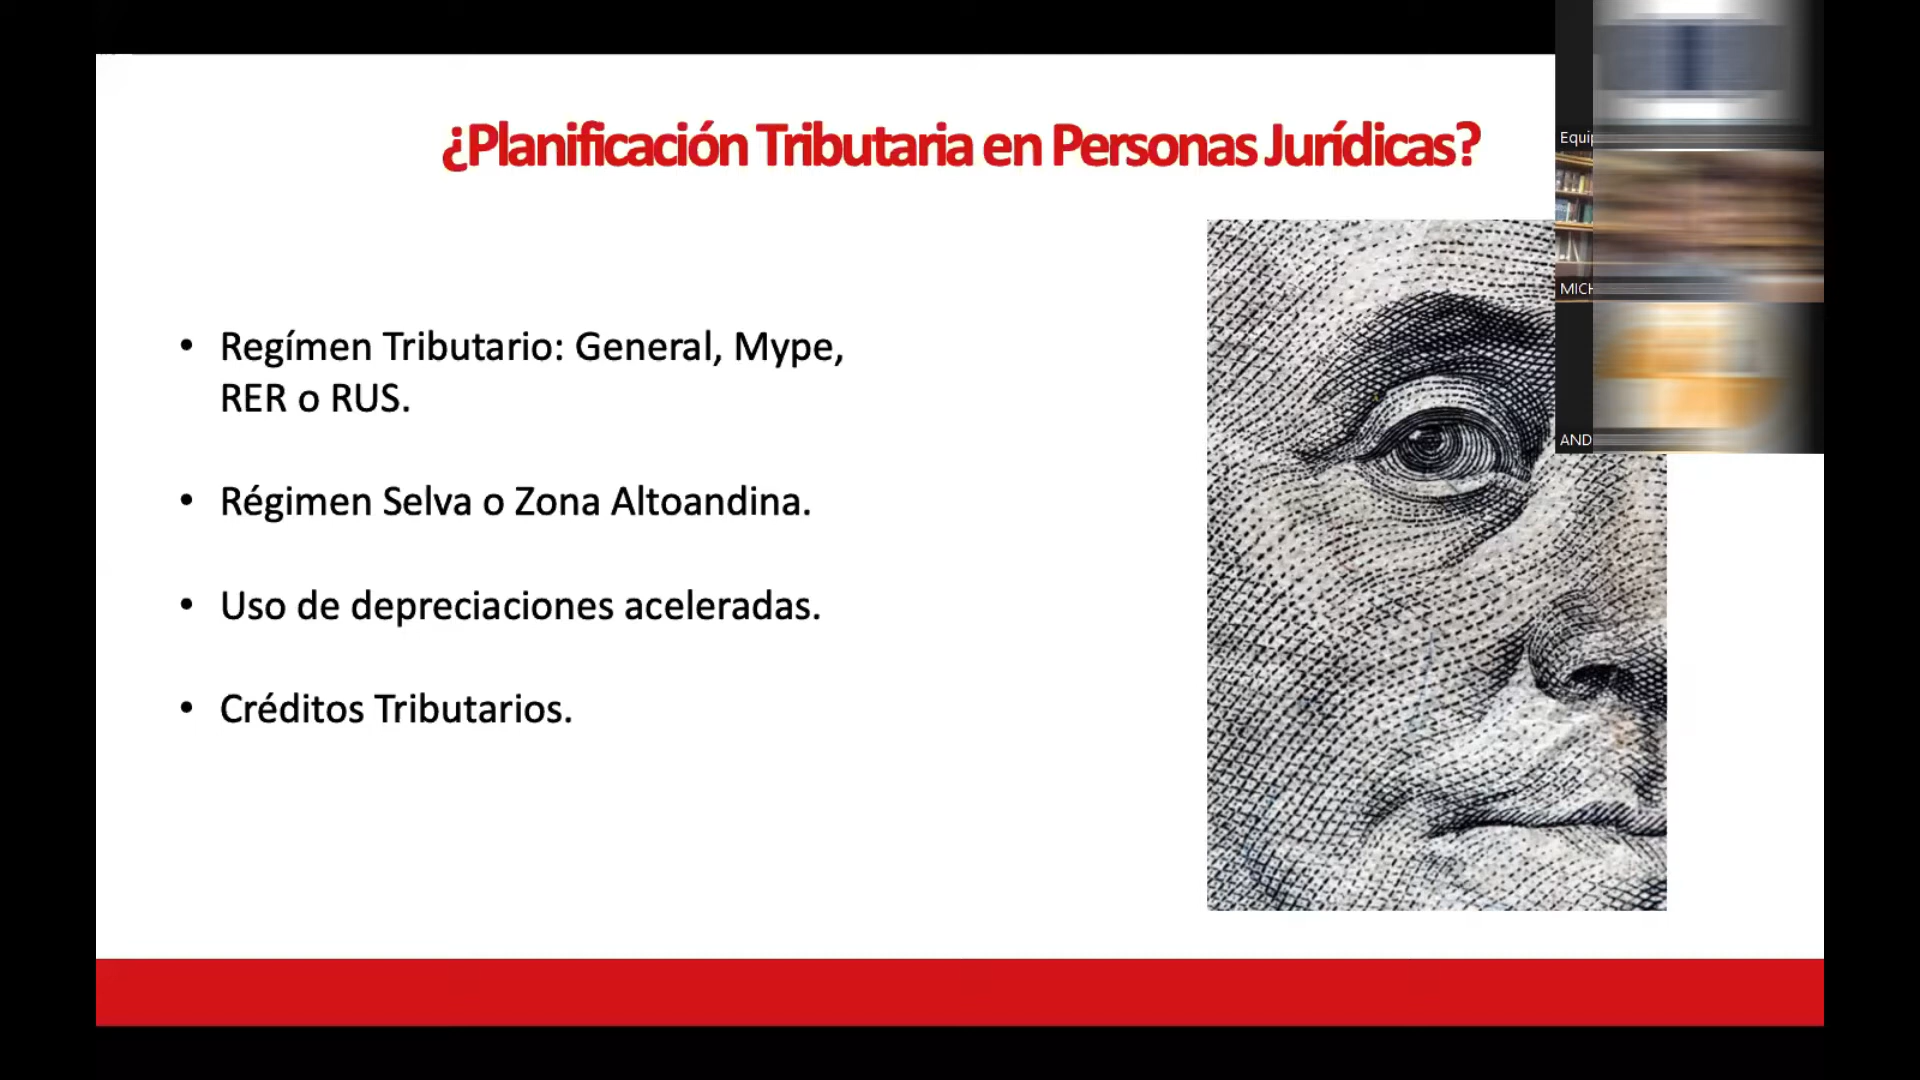 ¿Planificación Tributaria en Personas Jurídicas?
• Regímen Tributario: General, Mype,
RER o RUS.
• Régimen Selva o Zona Altoandina.
• Uso de depreciaciones aceleradas.
• Créditos Tributarios.